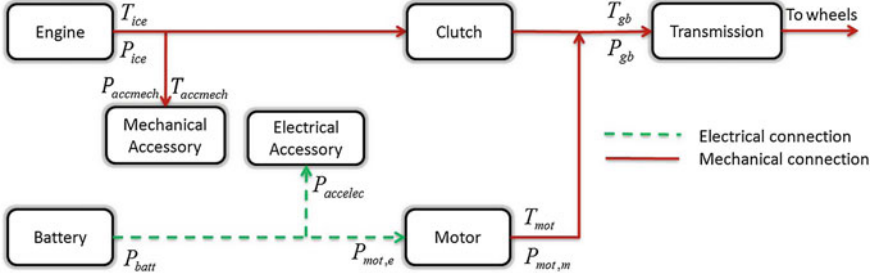 T_ice
T_gb
To wheels
Engine
Clutch
Transmission
P_ice
P_gb
P_accmech T_accmech
Mechanical
Accessory
Electrical
Accessory
Electrical connection
Mechanical connection
P_accelec
T_mot
Battery
Motor
P_batt
P_mot,e
P_mot,m